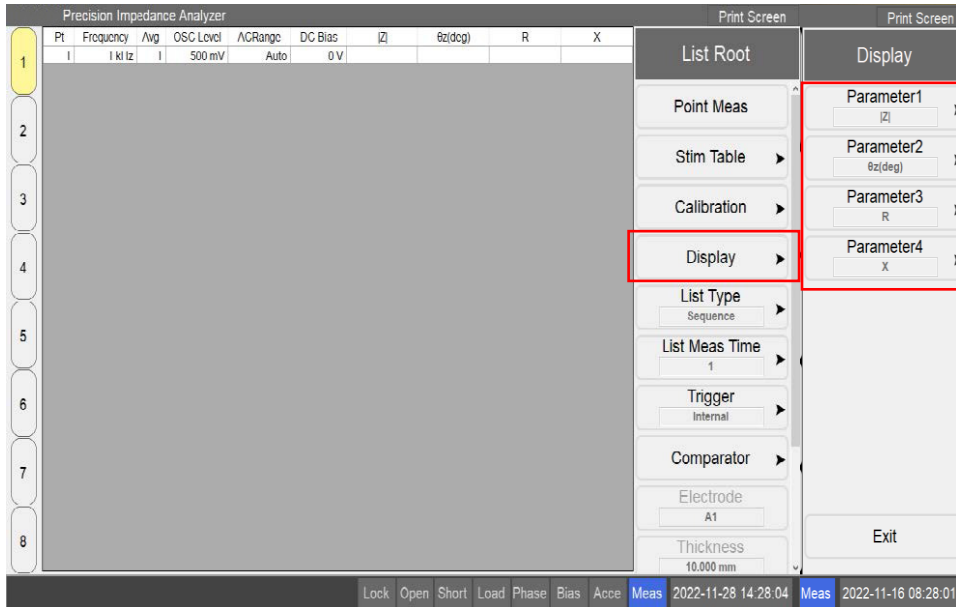 Precision Impedance Analyzer
Print Screen
Print Screen
Pt Frequency Avg OSC Level ACRange DC Bias |Z| θz(deg) R X
1 1 kHz 1 500 mV Auto 0 V
1
2
3
4
5
6
7
8
List Root
Point Meas
Stim Table
Calibration
Display
List Type
Sequence
List Meas Time
1
Trigger
Internal
Comparator
Electrode
A1
Thickness
10.000 mm
Display
Parameter1
|Z|
Parameter2
θz(deg)
Parameter3
R
Parameter4
X
Exit
Lock Open Short Load Phase Bias Acce Meas 2022-11-28 14:28:04 Meas 2022-11-16 08:28:01